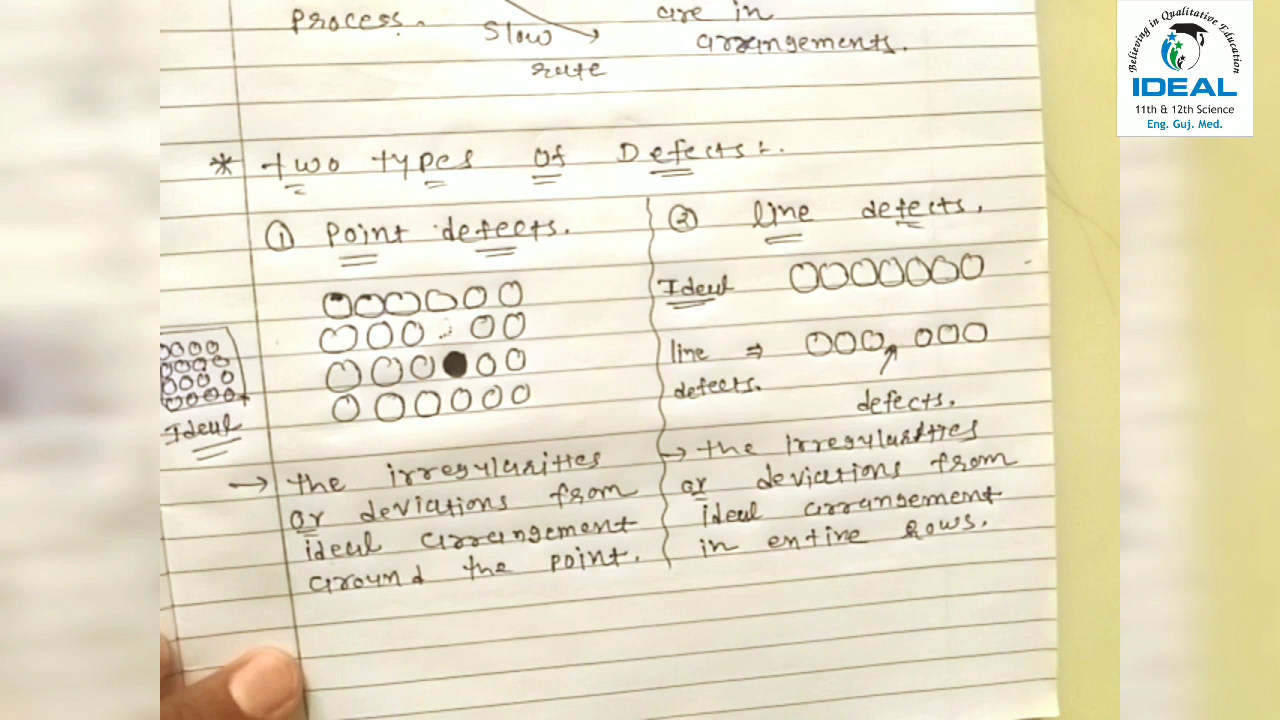 Process.
Slow
rate
are in
arrangements.
* two types of Defects:.
① Point defects.
Ideal
→ the irregularities
or deviations from
ideal arrangement
around the point.
② line defects.
Ideal
line ⇒
defects.
defects.
→ the irregularities
or deviations from
ideal arrangement
in entire rows.
Believing in Qualitative Education
IDEAL
11th & 12th Science
Eng. Guj. Med.